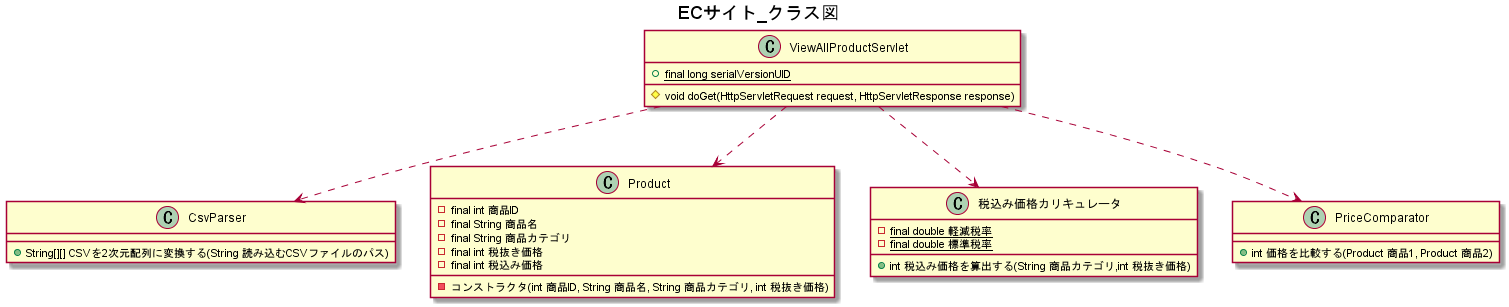 ECサイト_クラス図
C ViewAllProductServlet
final long serialVersionUID
void doGet(HttpServletRequest request, HttpServletResponse response)
C CsvParser
String[][] CSVを2次元配列に変換する(String 読み込むCSVファイルのパス)
C Product
final int 商品ID
final String 商品名
final String 商品カテゴリ
final int 税抜き価格
final int 税込み価格
コンストラクタ(int 商品ID, String 商品名, String 商品カテゴリ, int 税抜き価格)
C 税込み価格カリキュレータ
final double 軽減税率
final double 標準税率
int 税込み価格を算出する(String 商品カテゴリ,int 税抜き価格)
C PriceComparator
int 価格を比較する(Product 商品1, Product 商品2)